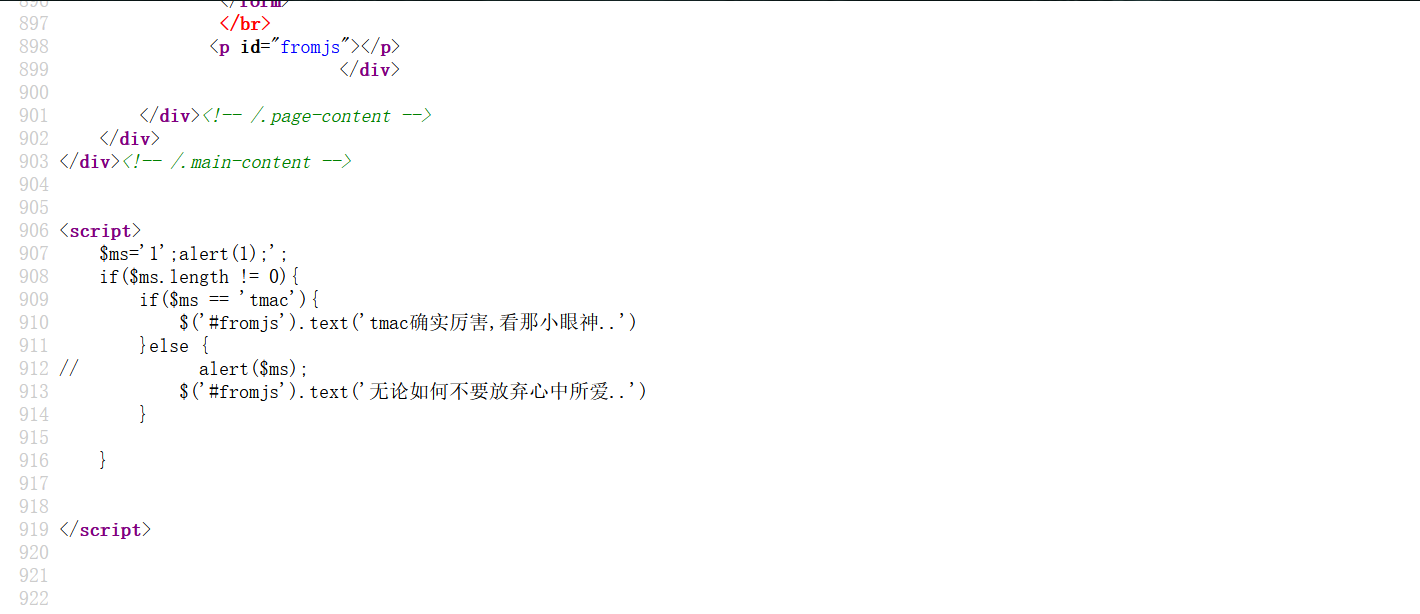 896 </form>
897 </br>
898 <p id="fromjs"></p>
899 </div>
900
901 </div><!-- /.page-content -->
902 </div>
903 </div><!-- /.main-content -->
904
905
906 <script>
907 $ms='1';alert(1);';
908 if($ms.length != 0){
909 if($ms == 'tmac'){
910 $('#fromjs').text('tmac确实厉害,看那小眼神..')
911 }else {
912 // alert($ms);
913 $('#fromjs').text('无论如何不要放弃心中所爱..')
914 }
915
916 }
917
918
919 </script>
920
921
922